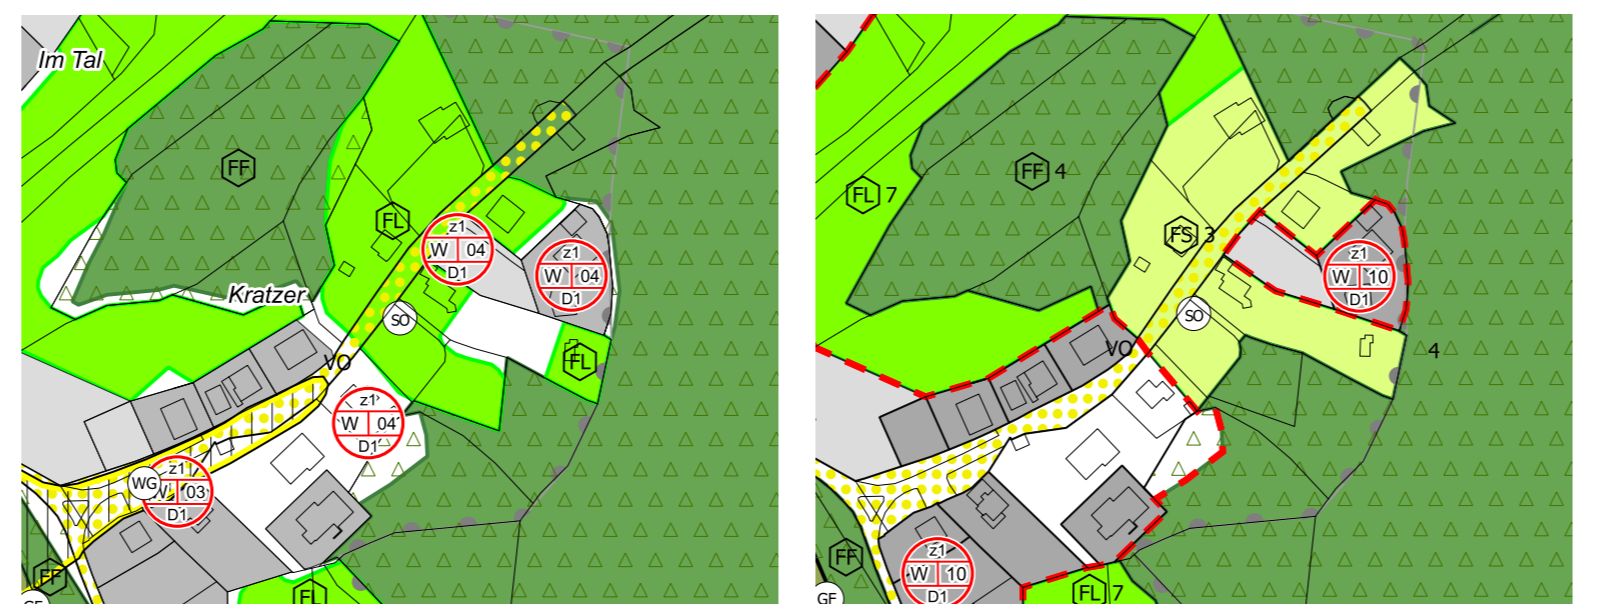 Im Tal
FF
FL
z1
W 04
D1
z1
W 04
D1
Kratzer
SO
VO
FL
z1
W 04
D1
WG
z1
W 03
D1
FF
FL
GF
FL 7
FF 4
FS 3
z1
W 10
D1
SO
VO
4
FF
z1
W 10
D1
FL 7
GF